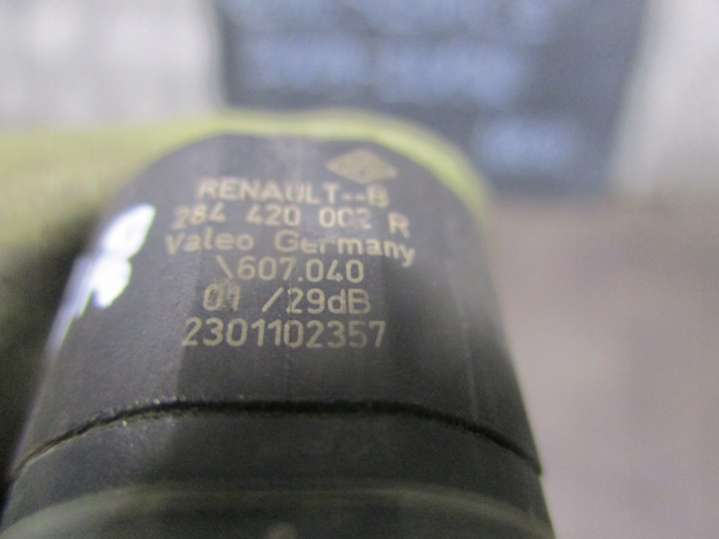 RENAULT--B
284 420 002 R
Valeo Germany
\607.040
01 /29dB
2301102357